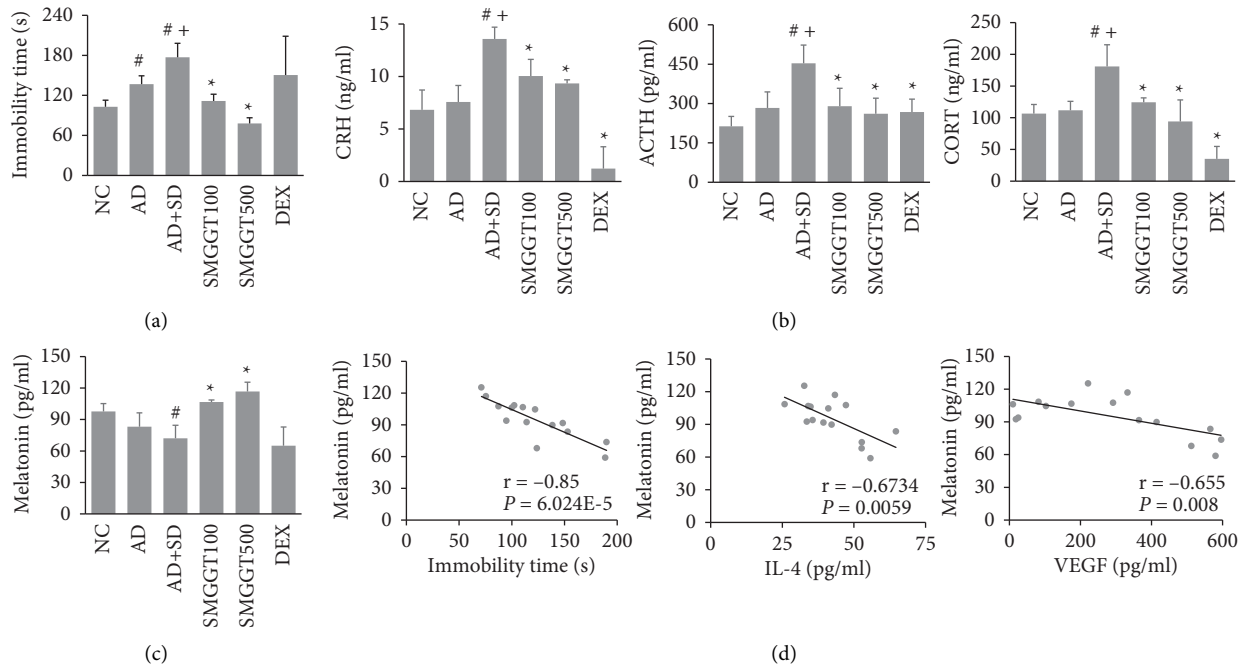 Immobility time (s)
240
180
120
60
0
# # + * *
NC AD AD+SD SMGGT100 SMGGT500 DEX
(a)
CRH (ng/ml)
15
10
5
0
# + * * *
NC AD AD+SD SMGGT100 SMGGT500 DEX
ACTH (pg/ml)
600
450
300
150
0
# + * * *
NC AD AD+SD SMGGT100 SMGGT500 DEX
CORT (ng/ml)
250
200
150
100
50
0
# + * * *
NC AD AD+SD SMGGT100 SMGGT500 DEX
(b)
Melatonin (pg/ml)
150
120
90
60
30
0
# * *
NC AD AD+SD SMGGT100 SMGGT500 DEX
(c)
Melatonin (pg/ml)
150
120
90
60
30
0
r = −0.85
P = 6.024E-5
0 50 100 150 200
Immobility time (s)
Melatonin (pg/ml)
150
120
90
60
30
0
r = −0.6734
P = 0.0059
0 25 50 75
IL-4 (pg/ml)
Melatonin (pg/ml)
150
120
90
60
30
0
r = −0.655
P = 0.008
0 200 400 600
VEGF (pg/ml)
(d)